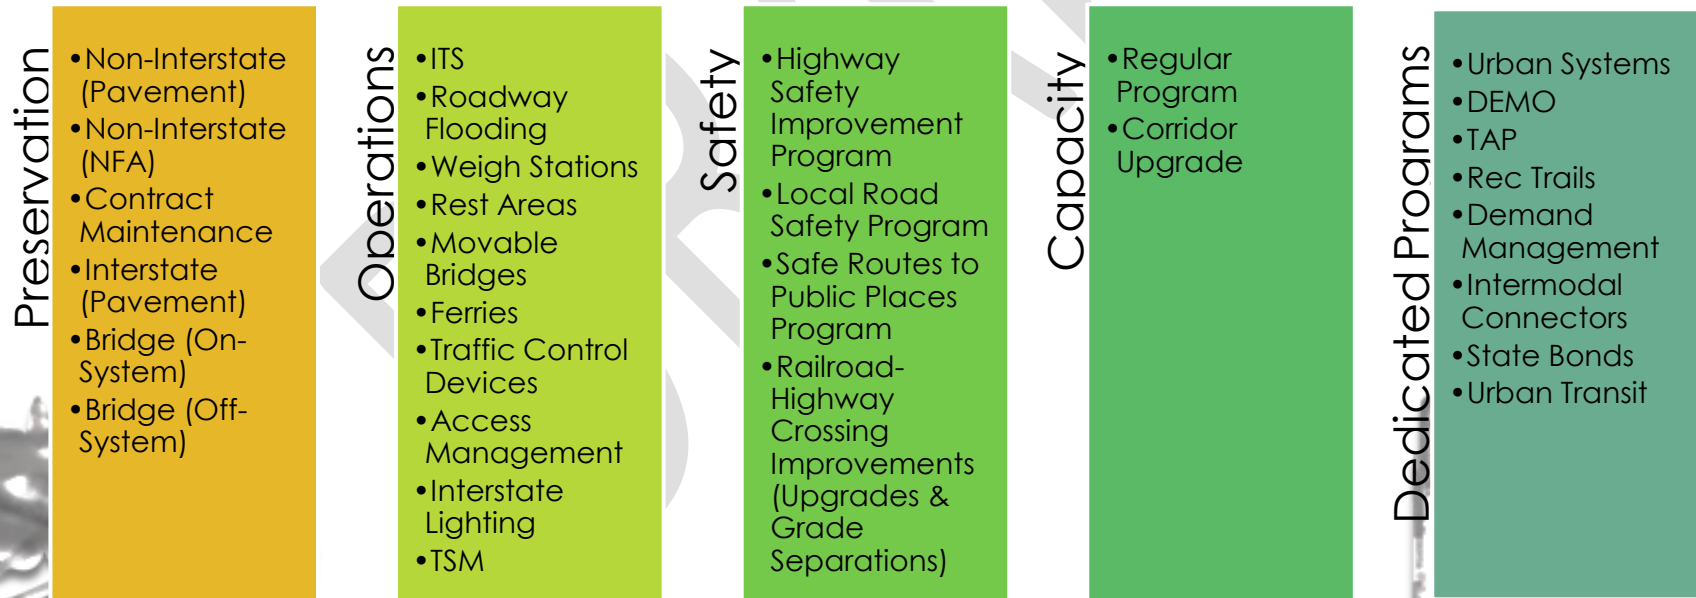 Preservation
•Non-Interstate
(Pavement)
•Non-Interstate
(NFA)
•Contract
Maintenance
•Interstate
(Pavement)
•Bridge (On-
System)
•Bridge (Off-
System)
Operations
•ITS
•Roadway
Flooding
•Weigh Stations
•Rest Areas
•Movable
Bridges
•Ferries
•Traffic Control
Devices
•Access
Management
•Interstate
Lighting
•TSM
Safety
•Highway
Safety
Improvement
Program
•Local Road
Safety Program
•Safe Routes to
Public Places
Program
•Railroad-
Highway
Crossing
Improvements
(Upgrades &
Grade
Separations)
Capacity
•Regular
Program
•Corridor
Upgrade
Dedicated Programs
•Urban Systems
•DEMO
•TAP
•Rec Trails
•Demand
Management
•Intermodal
Connectors
•State Bonds
•Urban Transit